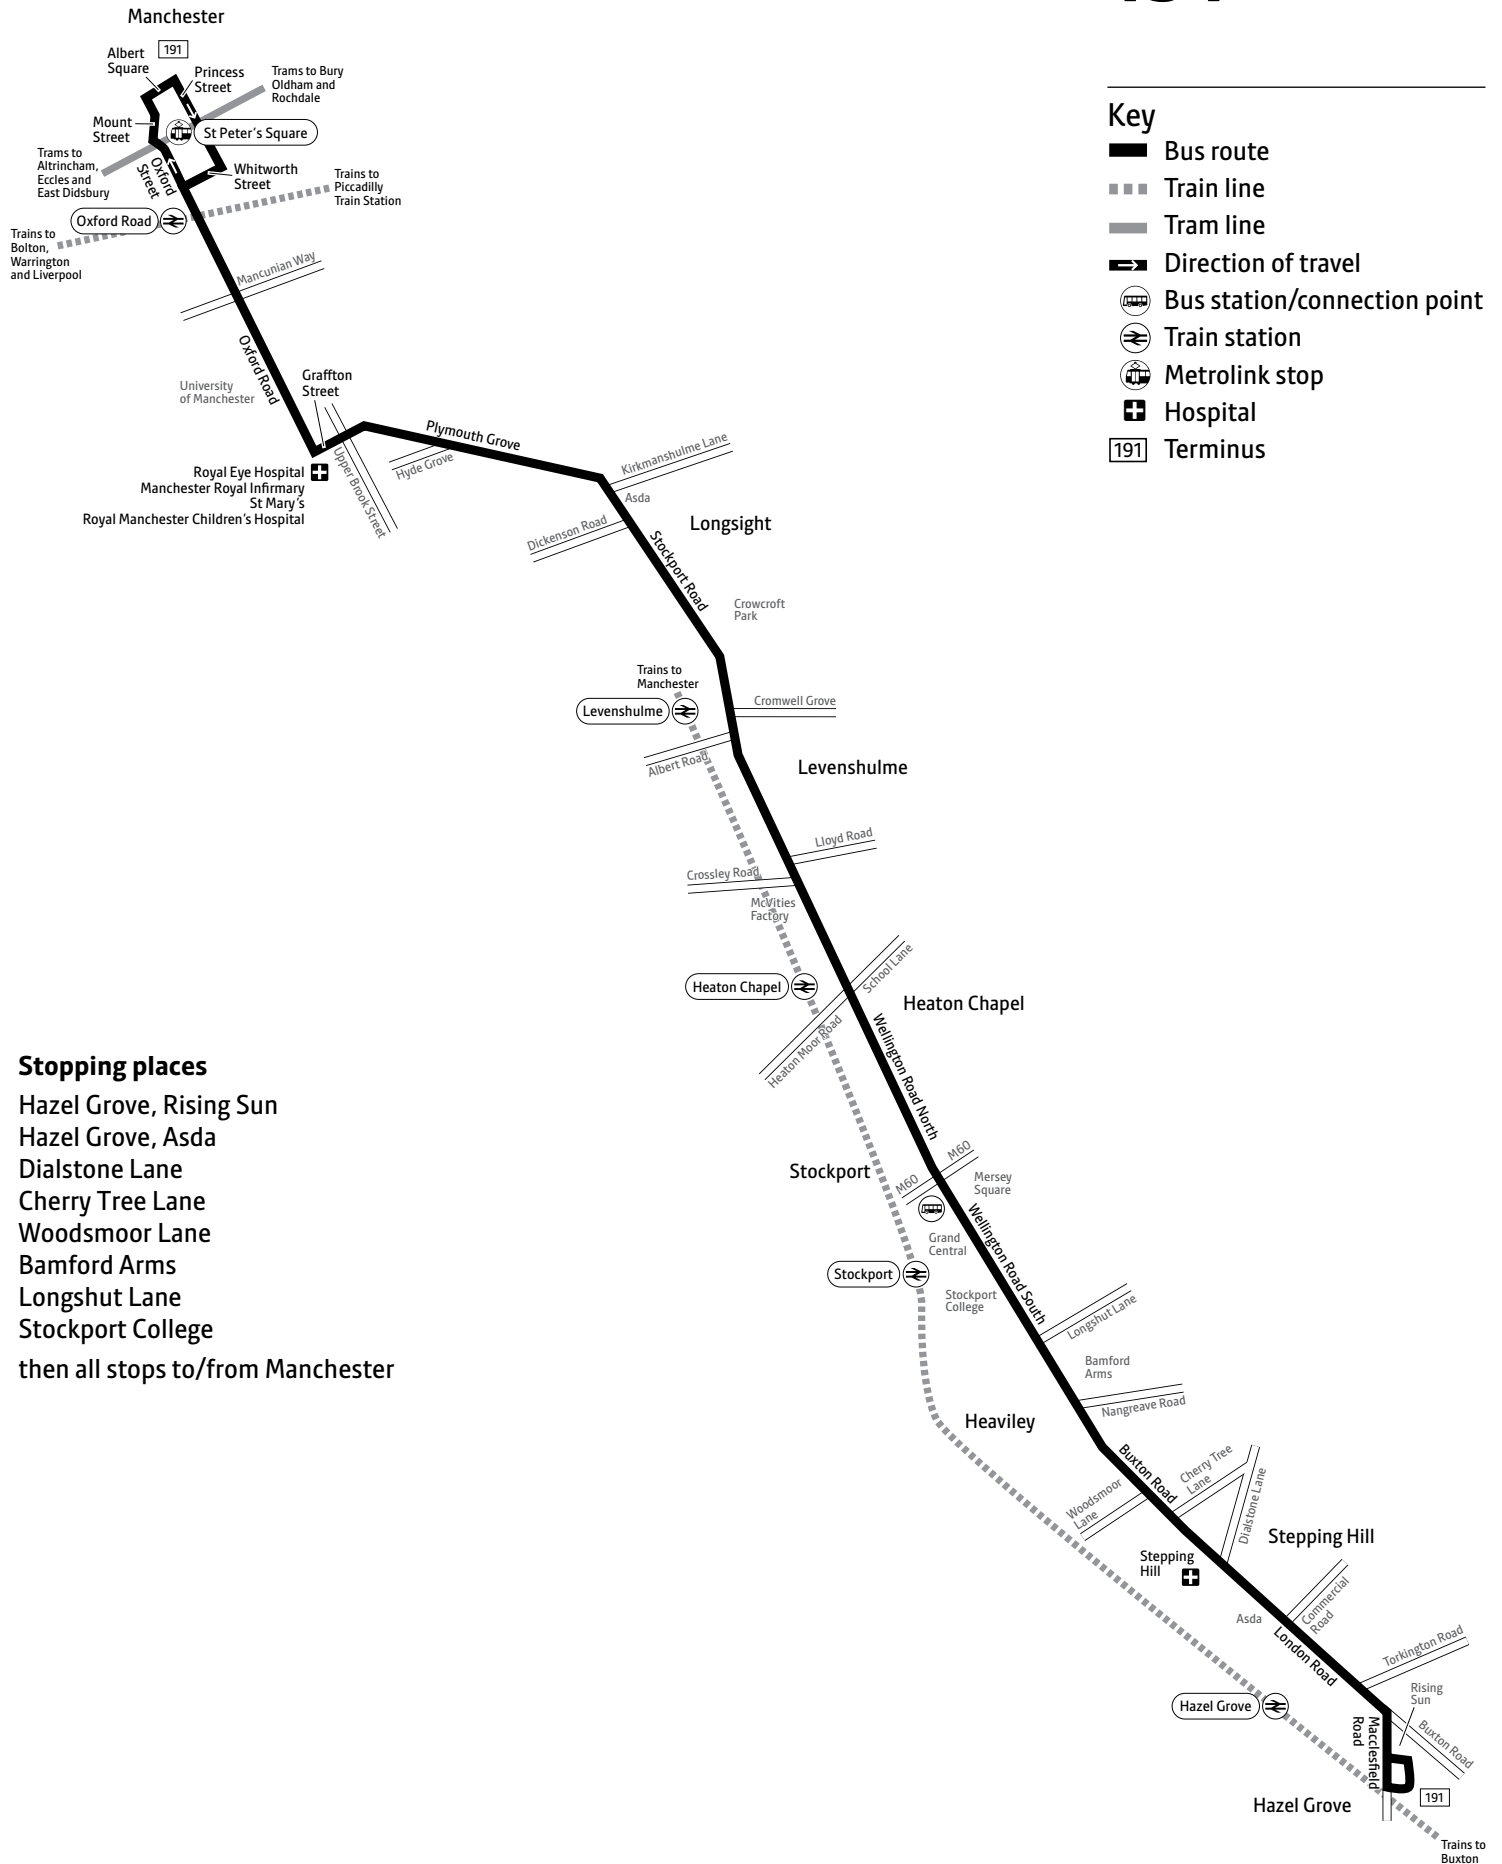 Manchester
191
Albert
Square
Princess
Street
Trams to Bury
Oldham and
Rochdale
Mount
Street
St Peter's Square
Trams to
Altrincham,
Eccles and
East Didsbury
Oxford
Street
Whitworth
Street
Trains to
Piccadilly
Train Station
Oxford Road
Trains to
Bolton,
Warrington
and Liverpool
Mancunian Way
Oxford Road
University
of Manchester
Graffton
Street
Plymouth Grove
Hyde Grove
Upper Brook Street
Royal Eye Hospital
Manchester Royal Infirmary
St Mary's
Royal Manchester Children's Hospital
Kirkmanshulme Lane
Asda
Dickenson Road
Longsight
Stockport Road
Crowcroft
Park
Trains to
Manchester
Levenshulme
Cromwell Grove
Albert Road
Levenshulme
Lloyd Road
Crossley Road
McVities
Factory
School Lane
Heaton Chapel
Heaton Chapel
Heaton Moor Road
Wellington Road North
M60
M60
Stockport
Mersey
Square
Grand
Central
Wellington Road South
Stockport
Stockport
College
Longshut Lane
Bamford
Arms
Nangreave Road
Heaviley
Buxton Road
Cherry Tree
Lane
Woodsmoor
Lane
Dialstone Lane
Stepping Hill
Stepping
Hill
Commercial
Road
Asda
London Road
Torkington Road
Rising
Sun
Hazel Grove
Macclesfield
Road
Buxton Road
191
Hazel Grove
Trains to
Buxton
Key
Bus route
Train line
Tram line
Direction of travel
Bus station/connection point
Train station
Metrolink stop
Hospital
191 Terminus
Stopping places
Hazel Grove, Rising Sun
Hazel Grove, Asda
Dialstone Lane
Cherry Tree Lane
Woodsmoor Lane
Bamford Arms
Longshut Lane
Stockport College
then all stops to/from Manchester